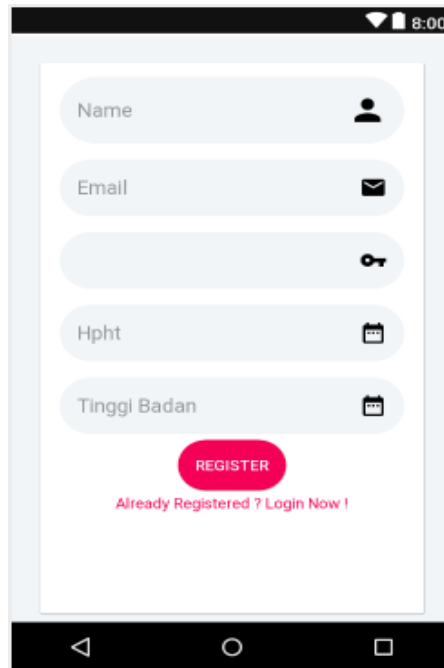 8:00
Name
Email
Hpht
Tinggi Badan
REGISTER
Already Registered ? Login Now !